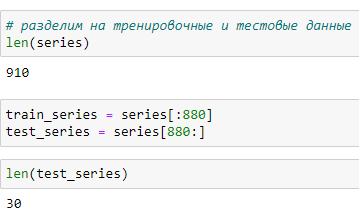 # разделим на тренировочные и тестовые данные
len(series)
910
train_series = series[:880]
test_series = series[880:]
len(test_series)
30